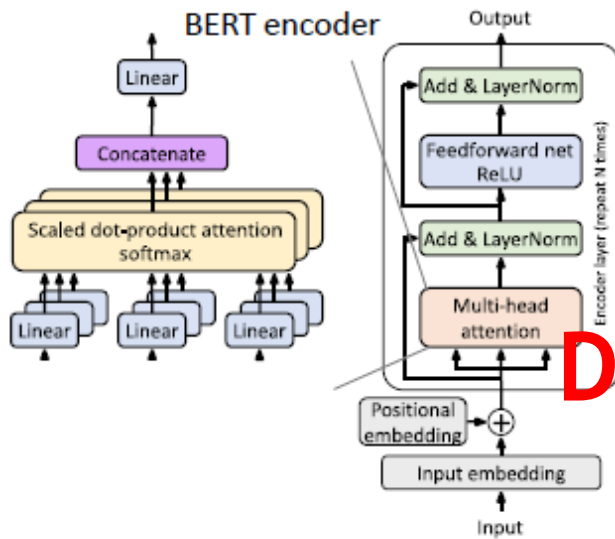 BERT encoder
Linear
Concatenate
Scaled dot-product attention
softmax
Linear
Linear
Linear
Output
Add & LayerNorm
Feedforward net
ReLU
Add & LayerNorm
Multi-head
attention
Encoder layer (repeat N times)
D
Positional
embedding
+
Input embedding
Input